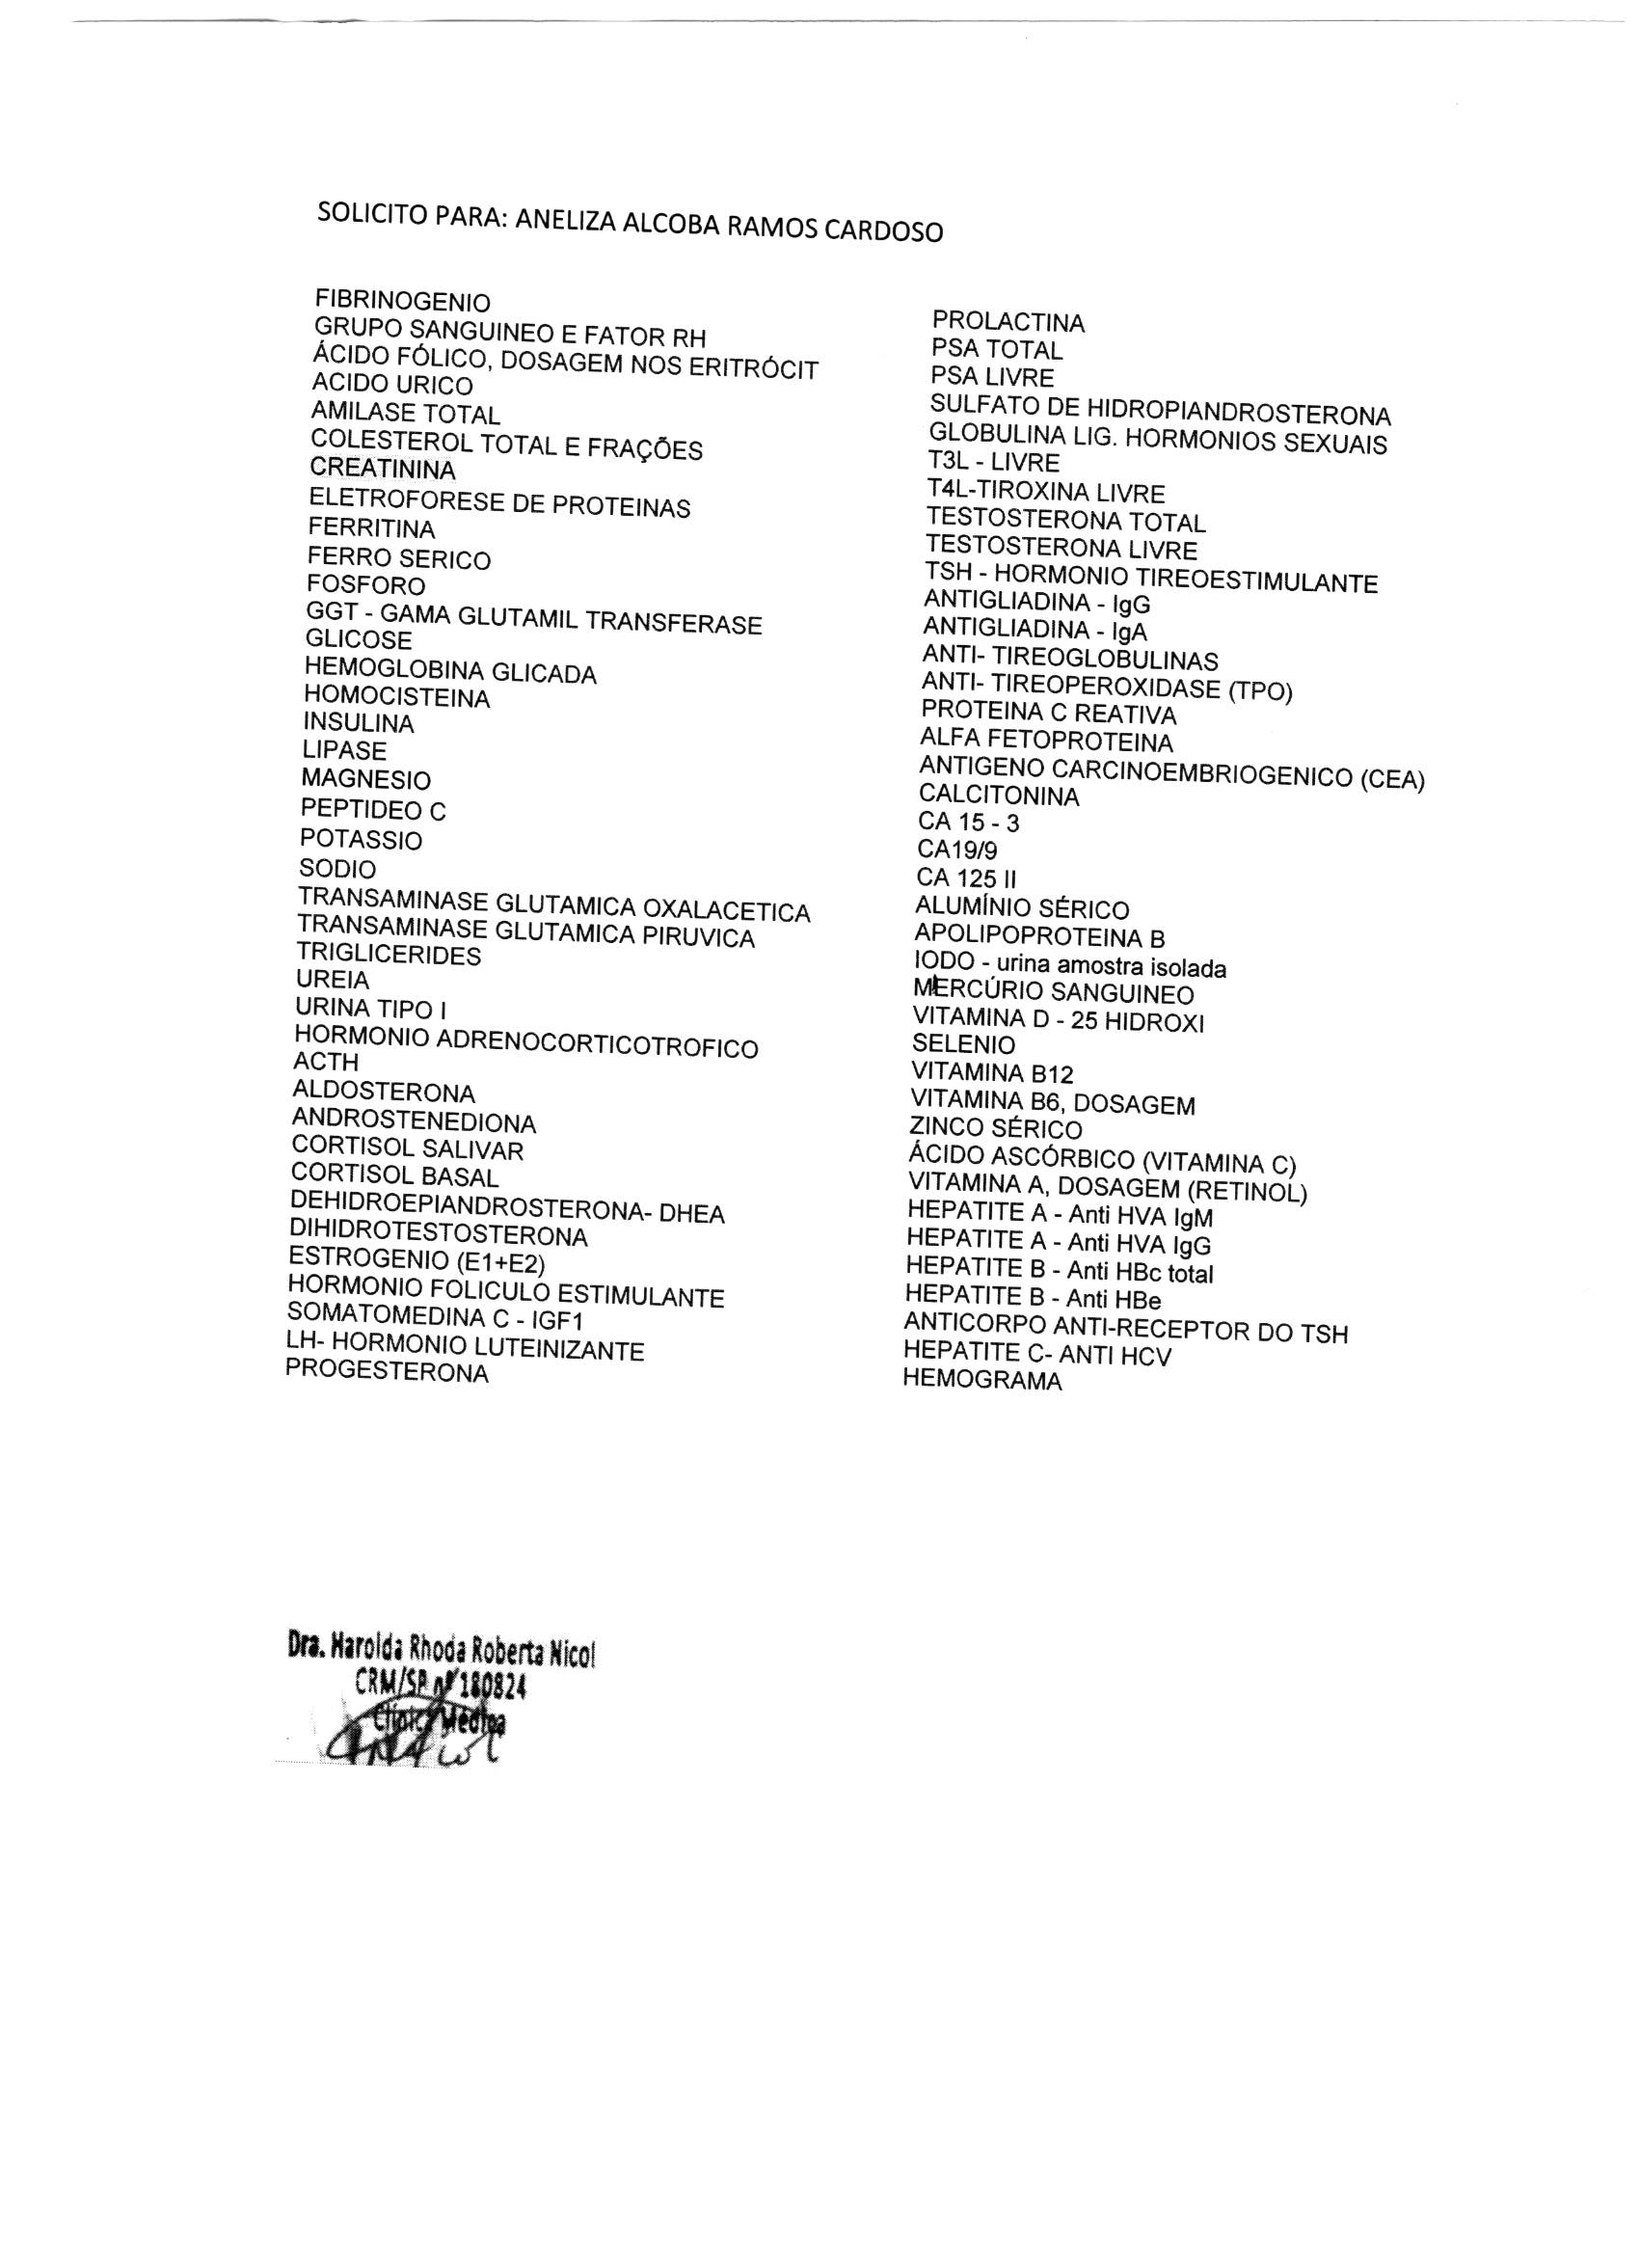 SOLICITO PARA: ANELIZA ALCOBA RAMOS CARDOSO
FIBRINOGENIO
GRUPO SANGUINEO E FATOR RH
ÁCIDO FÓLICO, DOSAGEM NOS ERITRÓCIT
ACIDO URICO
AMILASE TOTAL
COLESTEROL TOTAL E FRAÇÕES
CREATININA
ELETROFORESE DE PROTEINAS
FERRITINA
FERRO SERICO
FOSFORO
GGT - GAMA GLUTAMIL TRANSFERASE
GLICOSE
HEMOGLOBINA GLICADA
HOMOCISTEINA
INSULINA
LIPASE
MAGNESIO
PEPTIDEO C
POTASSIO
SODIO
TRANSAMINASE GLUTAMICA OXALACETICA
TRANSAMINASE GLUTAMICA PIRUVICA
TRIGLICERIDES
UREIA
URINA TIPO I
HORMONIO ADRENOCORTICOTROFICO
ACTH
ALDOSTERONA
ANDROSTENEDIONA
CORTISOL SALIVAR
CORTISOL BASAL
DEHIDROEPIANDROSTERONA- DHEA
DIHIDROTESTOSTERONA
ESTROGENIO (E1+E2)
HORMONIO FOLICULO ESTIMULANTE
SOMATOMEDINA C - IGF1
LH- HORMONIO LUTEINIZANTE
PROGESTERONA
PROLACTINA
PSA TOTAL
PSA LIVRE
SULFATO DE HIDROPIANDROSTERONA
GLOBULINA LIG. HORMONIOS SEXUAIS
T3L - LIVRE
T4L-TIROXINA LIVRE
TESTOSTERONA TOTAL
TESTOSTERONA LIVRE
TSH - HORMONIO TIREOESTIMULANTE
ANTIGLIADINA - IgG
ANTIGLIADINA - IgA
ANTI- TIREOGLOBULINAS
ANTI- TIREOPEROXIDASE (TPO)
PROTEINA C REATIVA
ALFA FETOPROTEINA
ANTIGENO CARCINOEMBRIOGENICO (CEA)
CALCITONINA
CA 15 - 3
CA19/9
CA 125 II
ALUMÍNIO SÉRICO
APOLIPOPROTEINA B
IODO - urina amostra isolada
MERCÚRIO SANGUINEO
VITAMINA D - 25 HIDROXI
SELENIO
VITAMINA B12
VITAMINA B6, DOSAGEM
ZINCO SÉRICO
ÁCIDO ASCÓRBICO (VITAMINA C)
VITAMINA A, DOSAGEM (RETINOL)
HEPATITE A - Anti HVA IgM
HEPATITE A - Anti HVA IgG
HEPATITE B - Anti HBc total
HEPATITE B - Anti HBe
ANTICORPO ANTI-RECEPTOR DO TSH
HEPATITE C- ANTI HCV
HEMOGRAMA
Dra. Harolda Rhoda Roberta Nicol
CRM/SP nº 180824
Clínica Médica